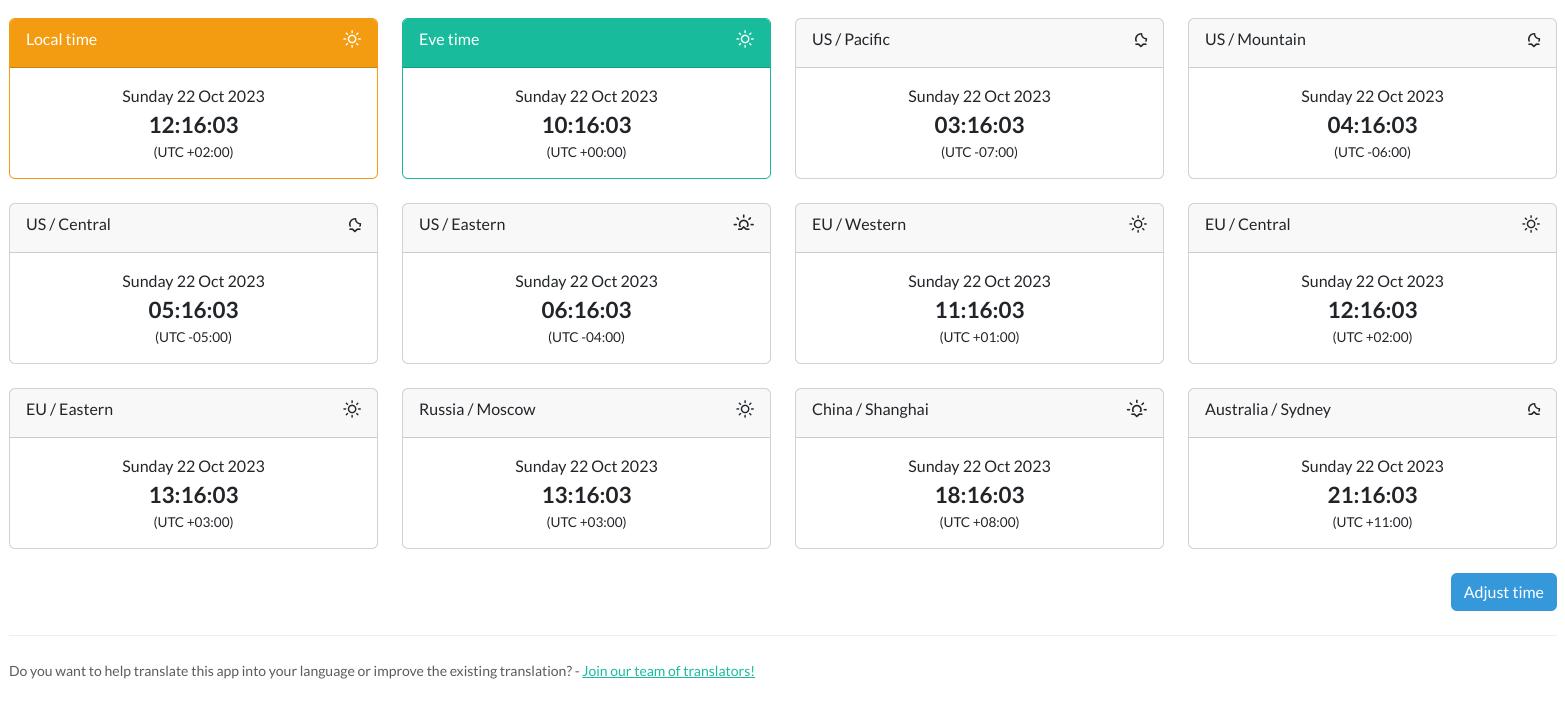 Local time
Sunday 22 Oct 2023
12:16:03
(UTC +02:00)
Eve time
Sunday 22 Oct 2023
10:16:03
(UTC +00:00)
US / Pacific
Sunday 22 Oct 2023
03:16:03
(UTC -07:00)
US / Mountain
Sunday 22 Oct 2023
04:16:03
(UTC -06:00)
US / Central
Sunday 22 Oct 2023
05:16:03
(UTC -05:00)
US / Eastern
Sunday 22 Oct 2023
06:16:03
(UTC -04:00)
EU / Western
Sunday 22 Oct 2023
11:16:03
(UTC +01:00)
EU / Central
Sunday 22 Oct 2023
12:16:03
(UTC +02:00)
EU / Eastern
Sunday 22 Oct 2023
13:16:03
(UTC +03:00)
Russia / Moscow
Sunday 22 Oct 2023
13:16:03
(UTC +03:00)
China / Shanghai
Sunday 22 Oct 2023
18:16:03
(UTC +08:00)
Australia / Sydney
Sunday 22 Oct 2023
21:16:03
(UTC +11:00)
Adjust time
Do you want to help translate this app into your language or improve the existing translation? - Join our team of translators!